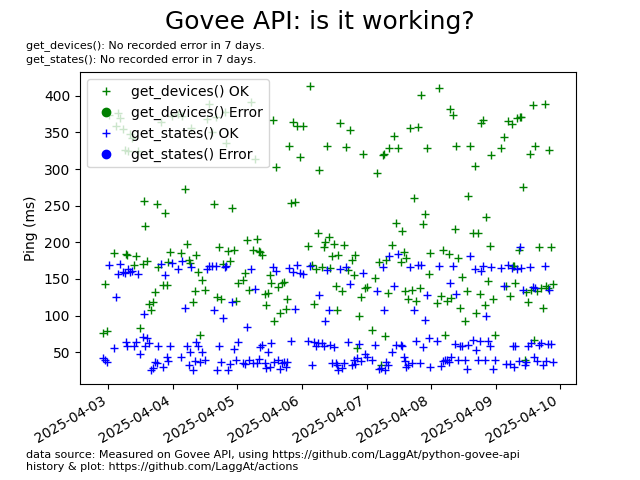 Govee API: is it working?
get_devices(): No recorded error in 7 days.
get_states(): No recorded error in 7 days.
get_devices() OK
get_devices() Error
get_states() OK
get_states() Error
Ping (ms)
400
350
300
250
200
150
100
50
2025-04-03
2025-04-04
2025-04-05
2025-04-06
2025-04-07
2025-04-08
2025-04-09
2025-04-10
data source: Measured on Govee API, using https://github.com/LaggAt/python-govee-api
history & plot: https://github.com/LaggAt/actions